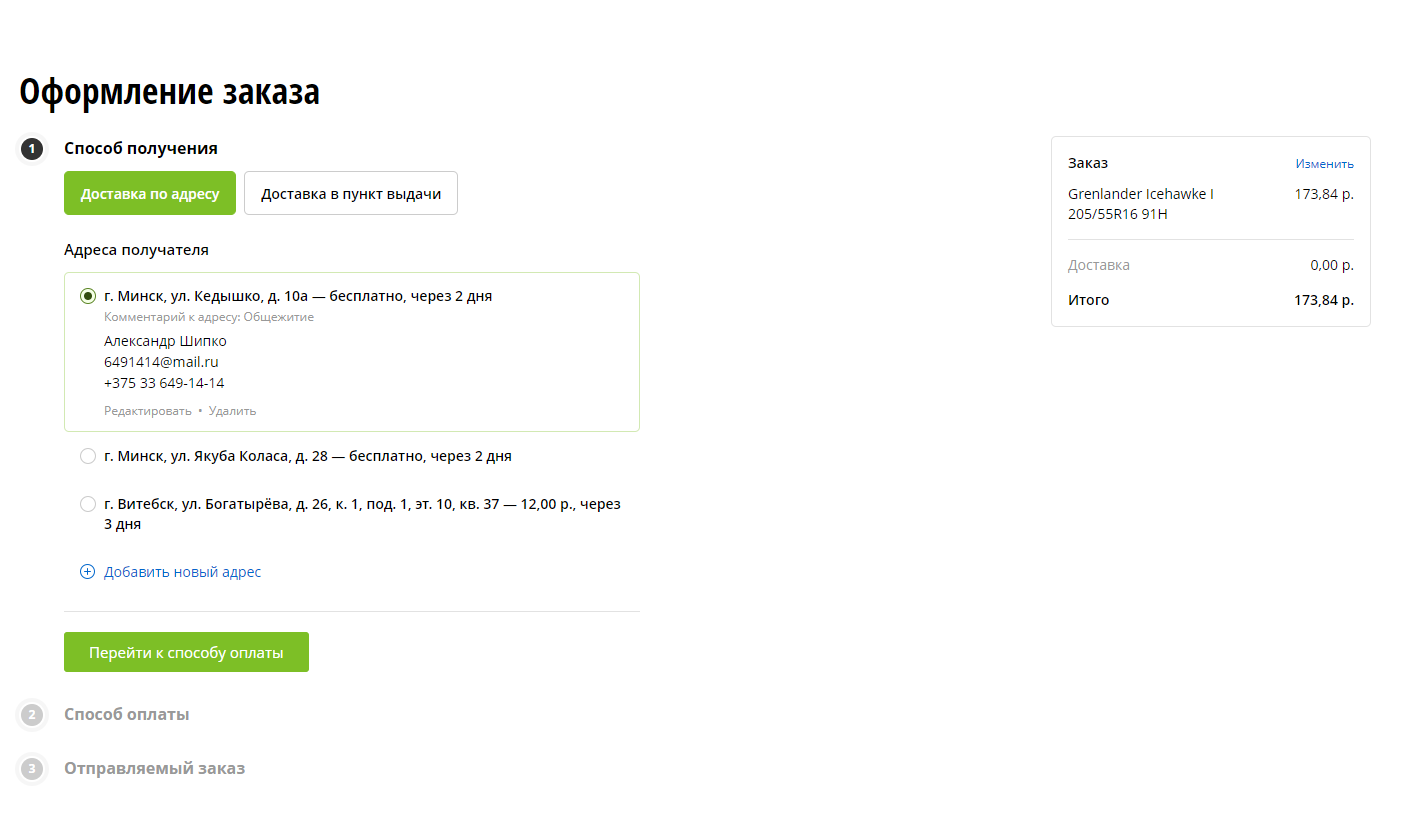 Оформление заказа
1 Способ получения
Доставка по адресу
Доставка в пункт выдачи
Адреса получателя
г. Минск, ул. Кедышко, д. 10а — бесплатно, через 2 дня
Комментарий к адресу: Общежитие
Александр Шипко
6491414@mail.ru
+375 33 649-14-14
Редактировать • Удалить
г. Минск, ул. Якуба Коласа, д. 28 — бесплатно, через 2 дня
г. Витебск, ул. Богатырёва, д. 26, к. 1, под. 1, эт. 10, кв. 37 — 12,00 р., через
3 дня
Добавить новый адрес
Перейти к способу оплаты
2 Способ оплаты
3 Отправляемый заказ
Заказ Изменить
Grenlander Icehawke I 173,84 р.
205/55R16 91H
Доставка 0,00 р.
Итого 173,84 р.